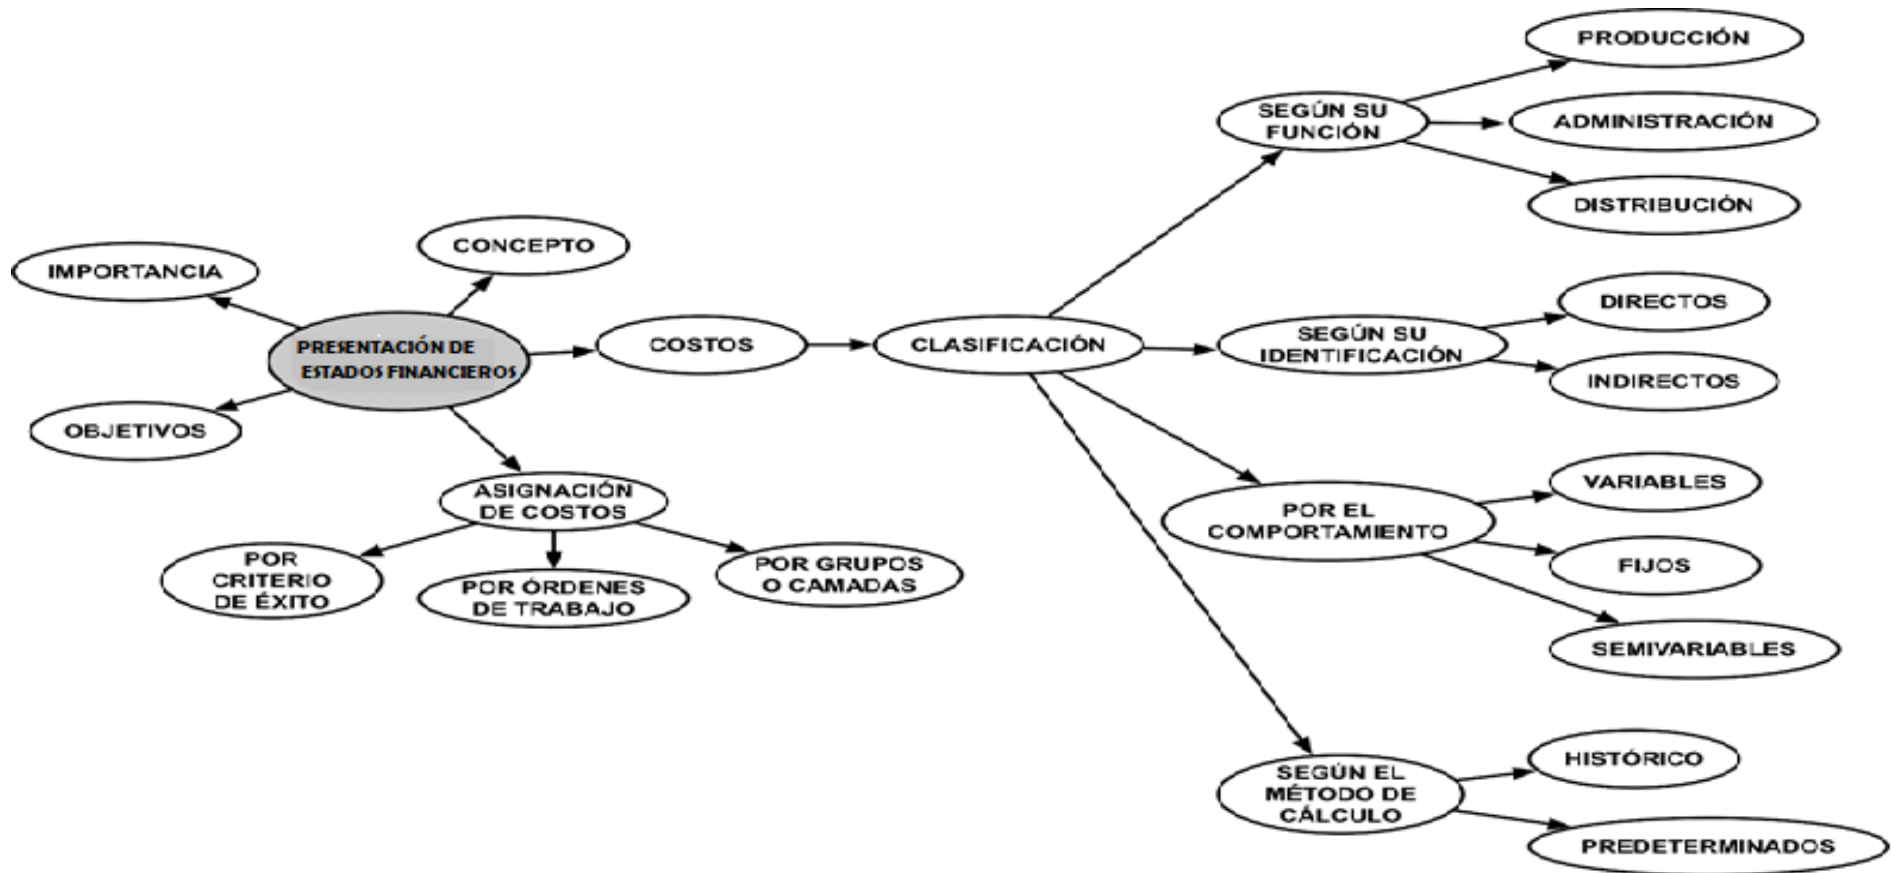 PRODUCCIÓN
SEGÚN SU
FUNCIÓN
ADMINISTRACIÓN
DISTRIBUCIÓN
CONCEPTO
IMPORTANCIA
PRESENTACIÓN DE
ESTADOS FINANCIEROS
COSTOS
CLASIFICACIÓN
SEGÚN SU
IDENTIFICACIÓN
DIRECTOS
INDIRECTOS
OBJETIVOS
ASIGNACIÓN
DE COSTOS
POR
CRITERIO
DE ÉXITO
POR ÓRDENES
DE TRABAJO
POR GRUPOS
O CAMADAS
POR EL
COMPORTAMIENTO
VARIABLES
FIJOS
SEMIVARIABLES
SEGÚN EL
MÉTODO DE
CÁLCULO
HISTÓRICO
PREDETERMINADOS